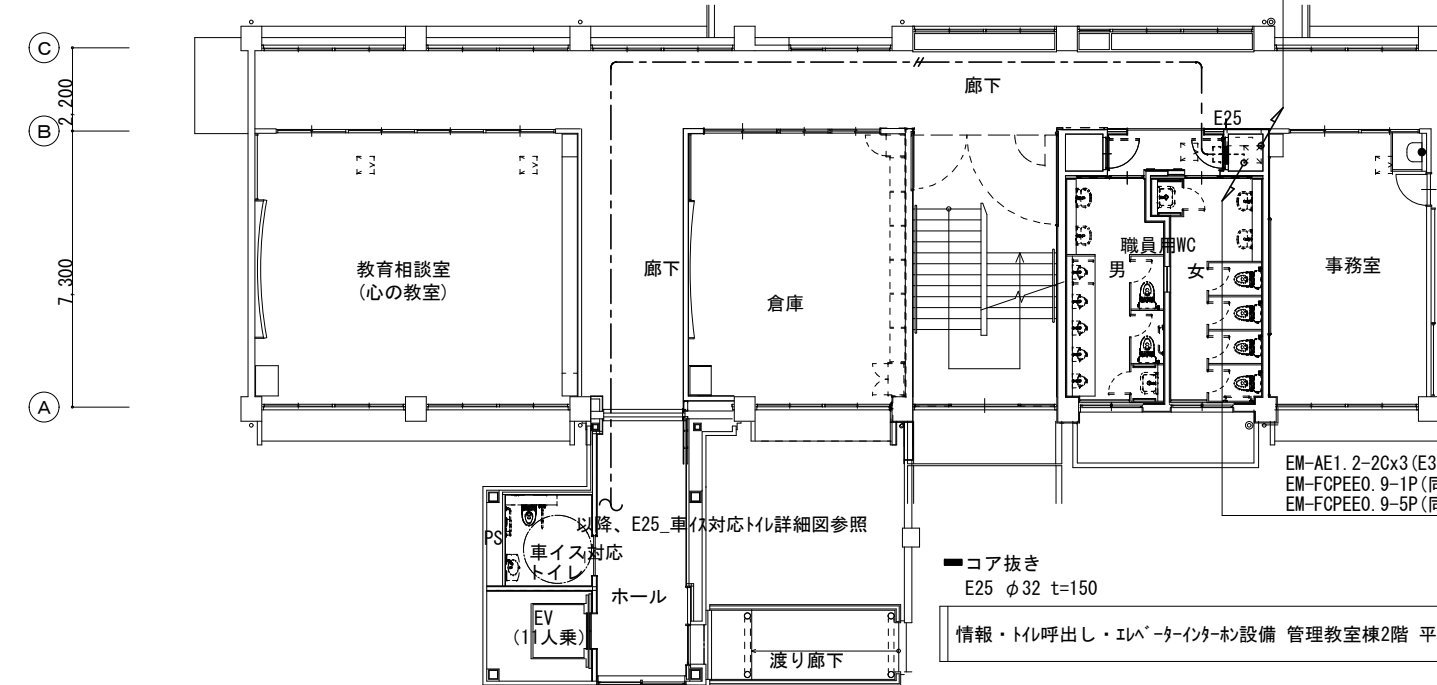 C
2,200
廊下
B
E25
7,300
教育相談室
(心の教室)
廊下
倉庫
職員用WC
男
女
事務室
A
EM-AE1.2-2Cx3(E3
EM-FCPEE0.9-1P(同
EM-FCPEE0.9-5P(同
以降、E25_車イス対応トイレ詳細図参照
PS
車イス対応
トイレ
ホール
EV
(11人乗)
コア抜き
E25 φ32 t=150
渡り廊下
情報・トイレ呼出し・エレベーターインターホン設備 管理教室棟2階 平